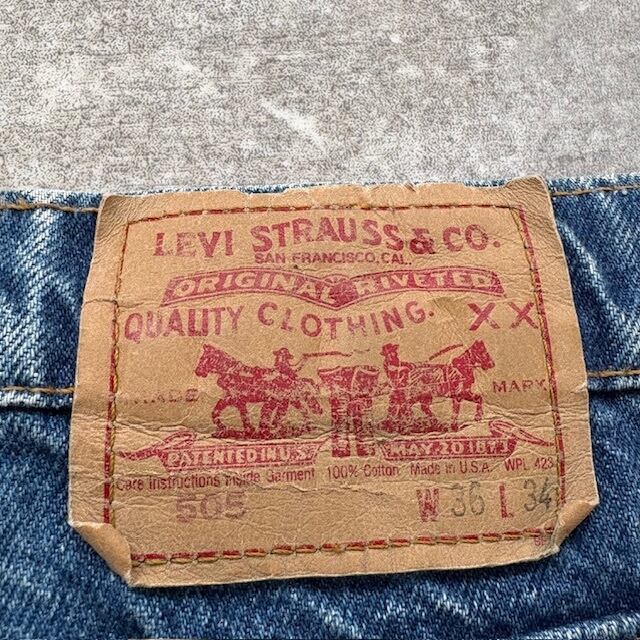 LEVI STRAUSS & CO.
SAN FRANCISCO, CAL.
ORIGINAL RIVETED
QUALITY CLOTHING. XX
TRADE MARK
PATENTED IN U.S. MAY 20 1873
Care Instructions Inside Garment 100% Cotton Made in U.S.A. WPL 423
505 W 36 L 34